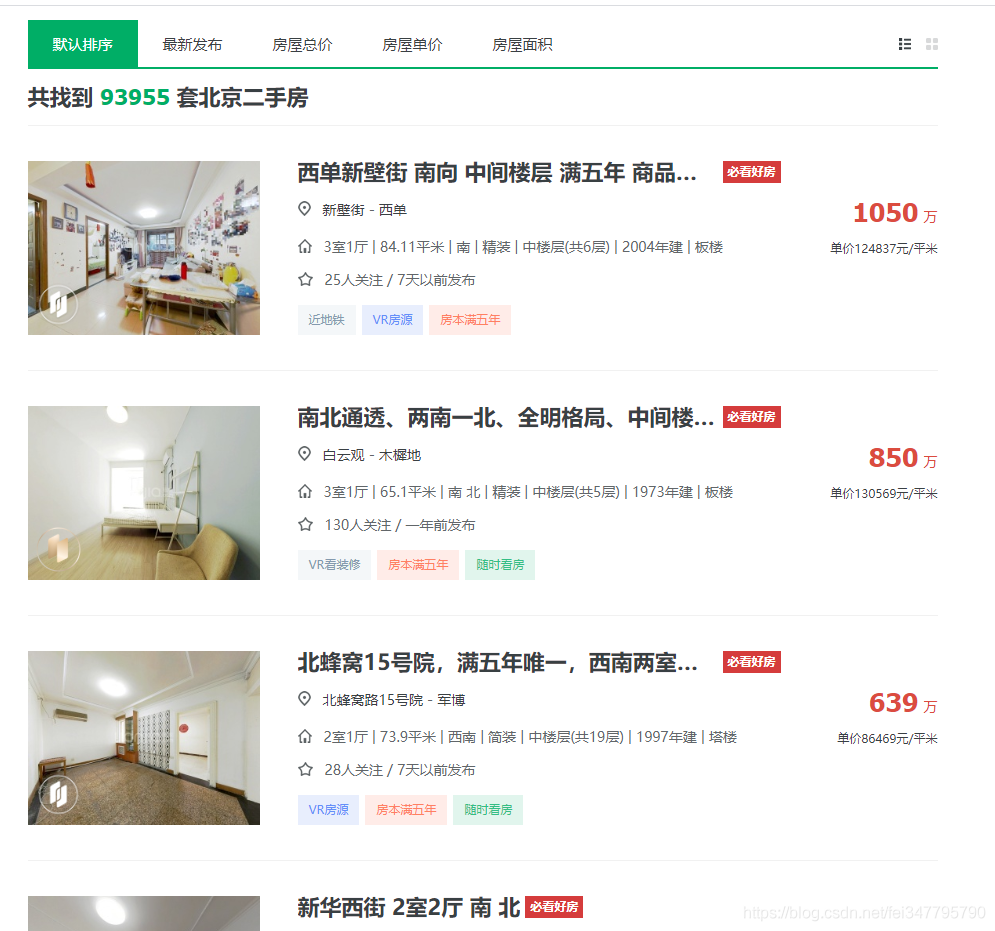 默认排序 最新发布 房屋总价 房屋单价 房屋面积
共找到 93955 套北京二手房
西单新壁街 南向 中间楼层 满五年 商品... 必看好房
新壁街 - 西单
1050 万
3室1厅 | 84.11平米 | 南 | 精装 | 中楼层(共6层) | 2004年建 | 板楼
单价124837元/平米
25人关注 / 7天以前发布
近地铁 VR房源 房本满五年
南北通透、两南一北、全明格局、中间楼... 必看好房
白云观 - 木樨地
850 万
3室1厅 | 65.1平米 | 南 北 | 精装 | 中楼层(共5层) | 1973年建 | 板楼
单价130569元/平米
130人关注 / 一年前发布
VR看装修 房本满五年 随时看房
北蜂窝15号院，满五年唯一，西南两室... 必看好房
北蜂窝路15号院 - 军博
639 万
2室1厅 | 73.9平米 | 西南 | 简装 | 中楼层(共19层) | 1997年建 | 塔楼
单价86469元/平米
28人关注 / 7天以前发布
VR房源 房本满五年 随时看房
新华西街 2室2厅 南 北 必看好房
https://blog.csdn.net/fei347795790